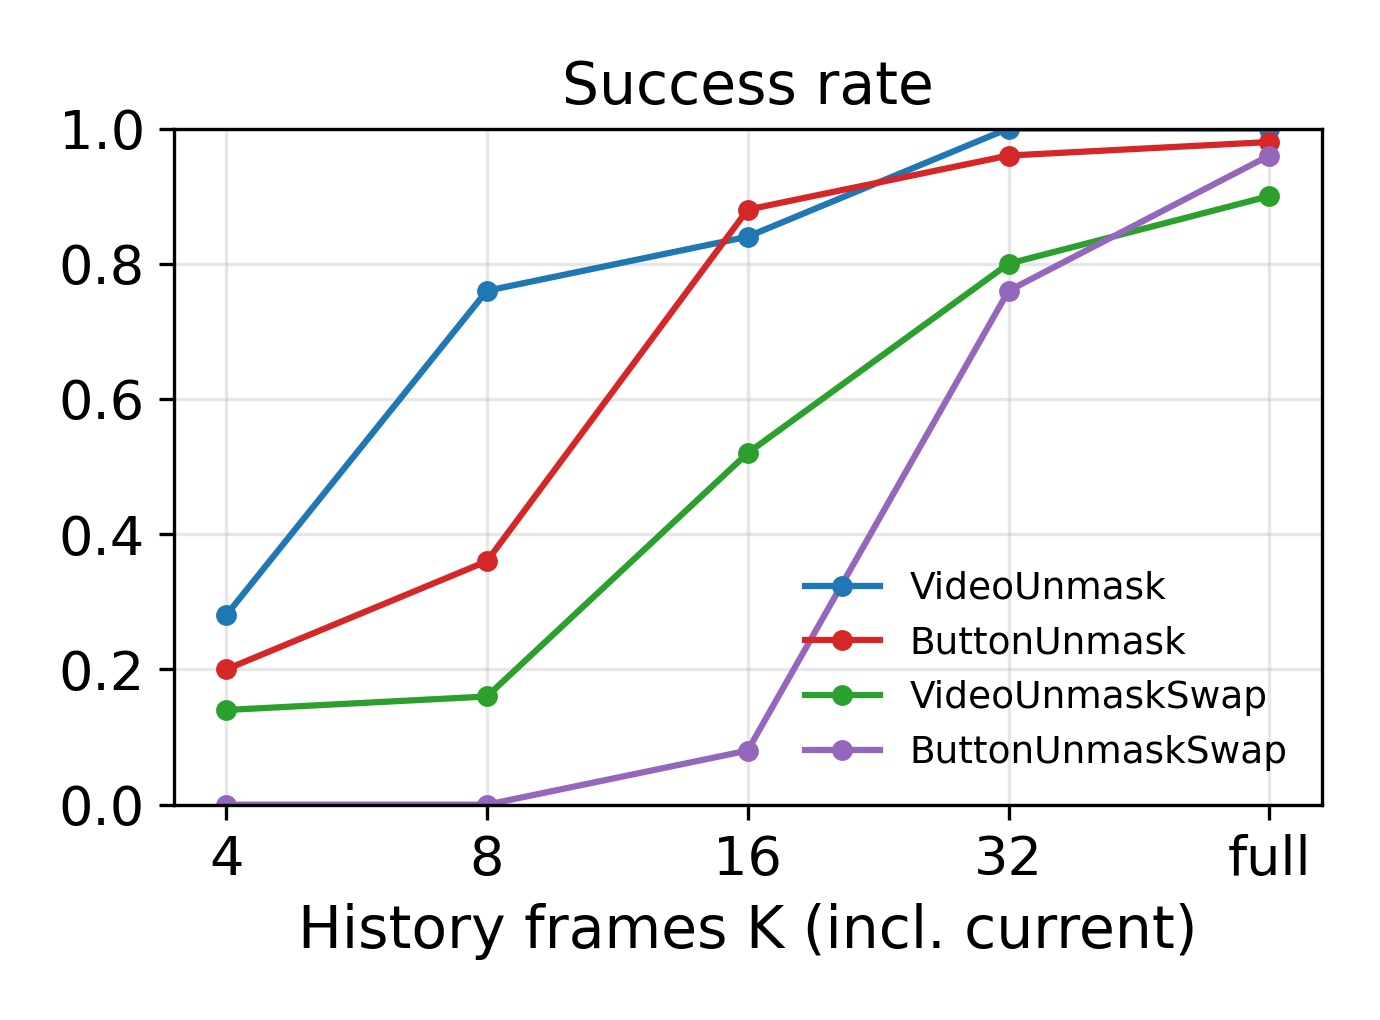 Success rate
1.0
0.8
0.6
0.4
0.2
0.0
VideoUnmask
ButtonUnmask
VideoUnmaskSwap
ButtonUnmaskSwap
4 8 16 32 full
History frames K (incl. current)